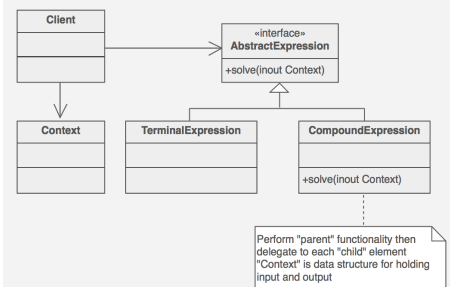 Client
«interface»
AbstractExpression
+solve(inout Context)
Context
TerminalExpression
CompoundExpression
+solve(inout Context)
Perform "parent" functionality then
delegate to each "child" element
"Context" is data structure for holding
input and output